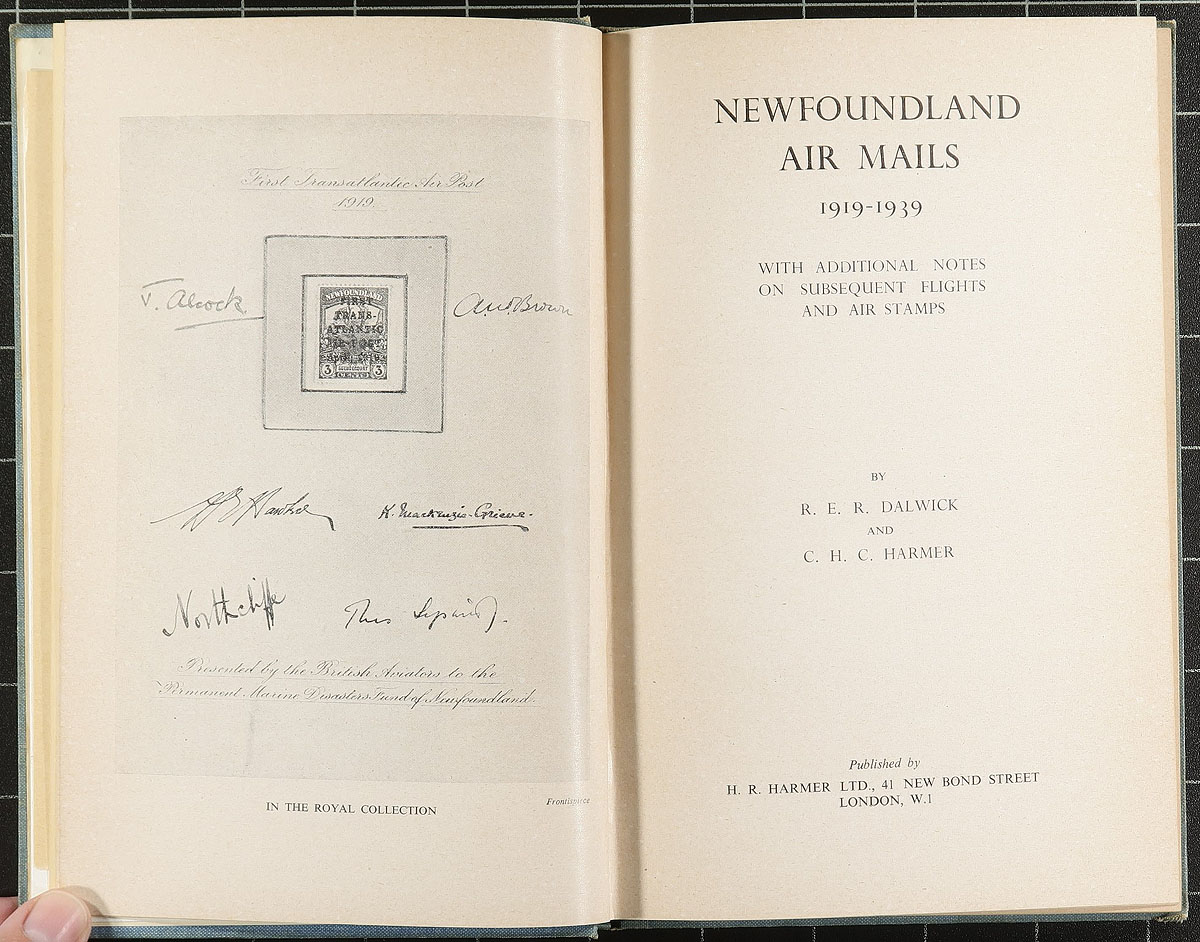 First Transatlantic Air Post
1919.
J. Alcock
NEWFOUNDLAND
FIRST
TRANS-
ATLANTIC
AIR POST
April, 1919.
3 3
CENTS
Northcliffe
K. Mackenzie-Grieve.
Presented by the British Aviators to the
Permanent Marine Disasters Fund of Newfoundland.
IN THE ROYAL COLLECTION
Frontispiece
NEWFOUNDLAND
AIR MAILS
1919-1939
WITH ADDITIONAL NOTES
ON SUBSEQUENT FLIGHTS
AND AIR STAMPS
BY
R. E. R. DALWICK
AND
C. H. C. HARMER
Published by
H. R. HARMER LTD., 41 NEW BOND STREET
LONDON, W.1